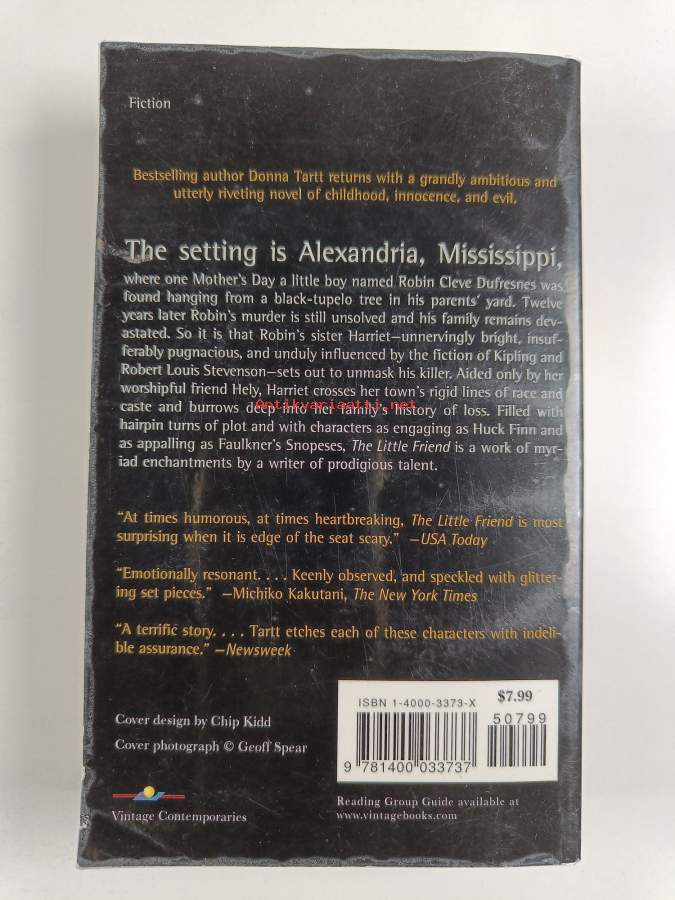 Fiction
Bestselling author Donna Tartt returns with a grandly ambitious and
utterly riveting novel of childhood, innocence, and evil.
The setting is Alexandria, Mississippi,
where one Mother's Day a little boy named Robin Cleve Dufresnes was
found hanging from a black-tupelo tree in his parents' yard. Twelve
years later Robin's murder is still unsolved and his family remains dev-
astated. So it is that Robin's sister Harriet—unnervingly bright, insuf-
ferably pugnacious, and unduly influenced by the fiction of Kipling and
Robert Louis Stevenson—sets out to unmask his killer. Aided only by her
worshipful friend Hely, Harriet crosses her town's rigid lines of race and
Antikvariaatti.net
caste and burrows deep into her family's history of loss. Filled with
hairpin turns of plot and with characters as engaging as Huck Finn and
as appalling as Faulkner's Snopeses, The Little Friend is a work of myr-
iad enchantments by a writer of prodigious talent.
“At times humorous, at times heartbreaking, The Little Friend is most
surprising when it is edge of the seat scary.” —USA Today
“Emotionally resonant. . . . Keenly observed, and speckled with glitter-
ing set pieces.” —Michiko Kakutani, The New York Times
“A terrific story. . . . Tartt etches each of these characters with indeli-
ble assurance.” —Newsweek
Cover design by Chip Kidd
Cover photograph © Geoff Spear
Vintage Contemporaries
ISBN 1-4000-3373-X
$7.99
50799
9 781400 033737
Reading Group Guide available at
www.vintagebooks.com